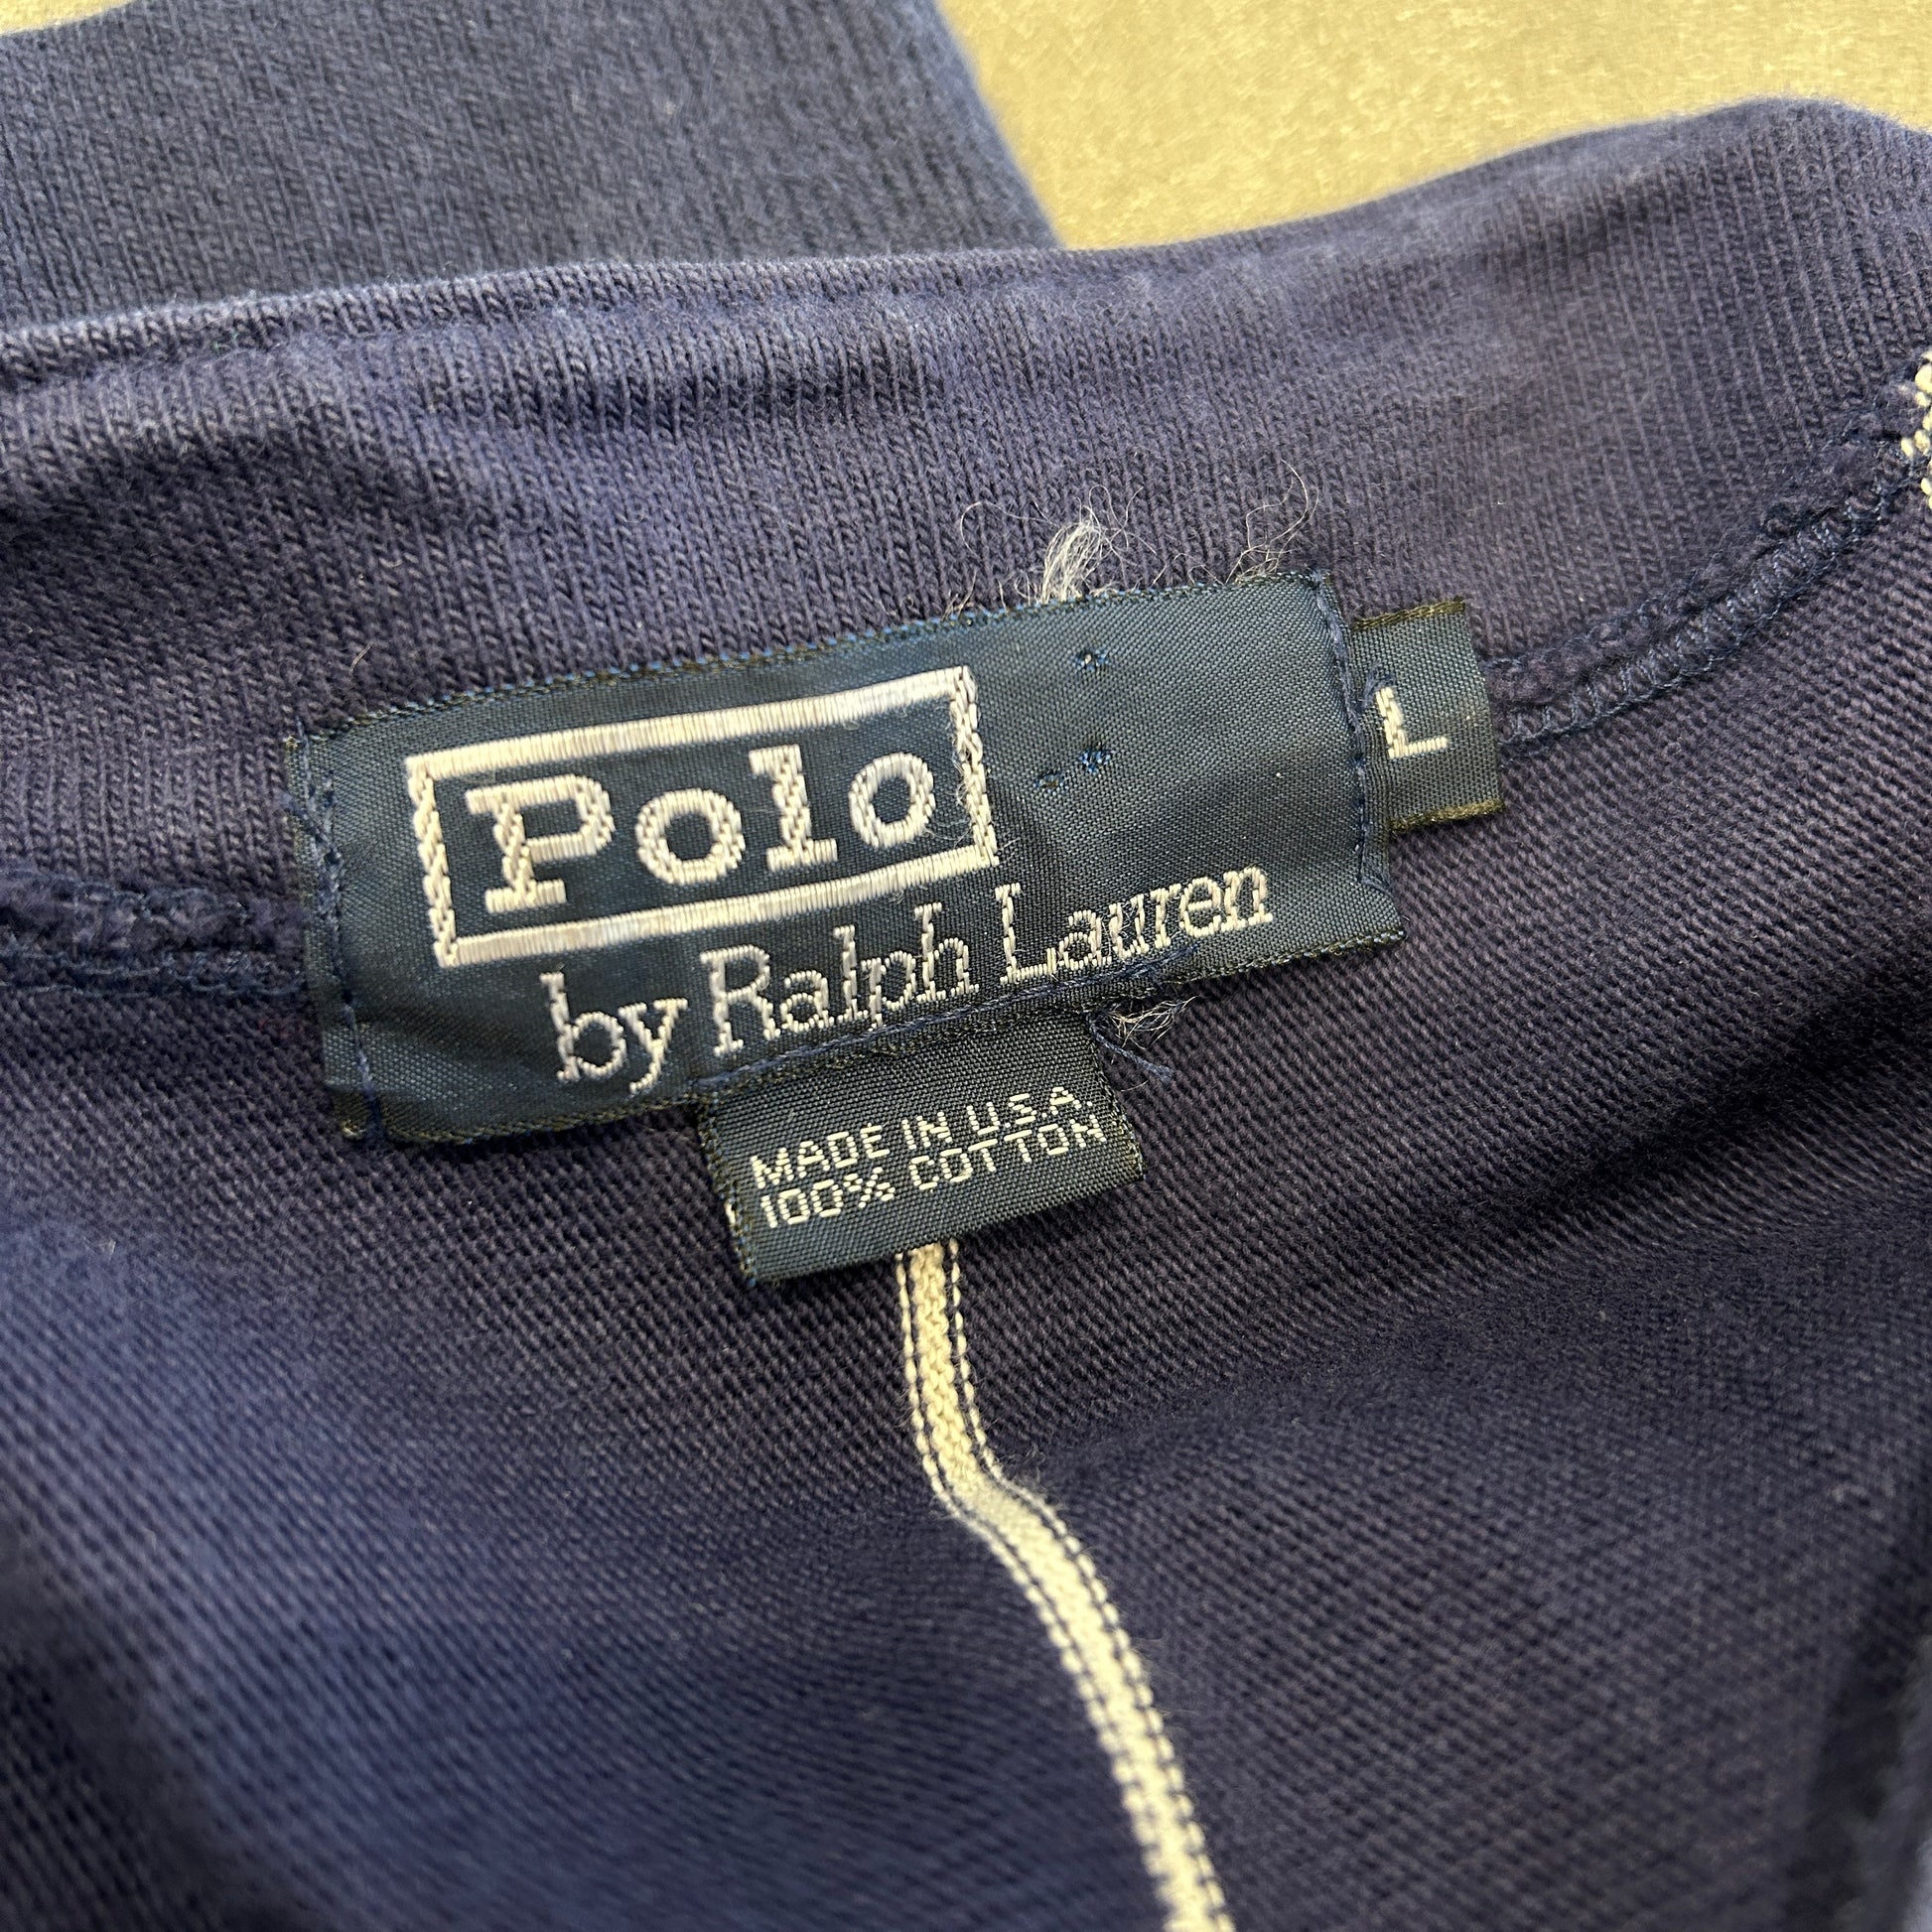 Polo
by Ralph Lauren
L
MADE IN U.S.A.
100% COTTON